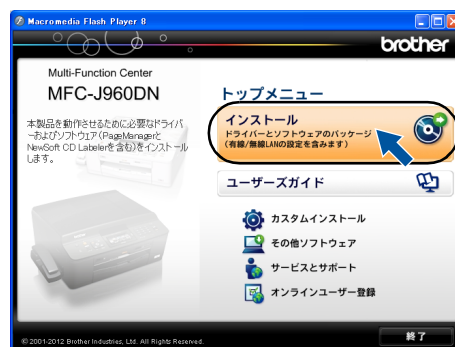 Macromedia Flash Player 8
brother
Multi-Function Center
MFC-J960DN
本製品を動作させるために必要なドライバ
ーおよびソフトウェア(PageManagerと
NewSoft CD Labelerを含む)をインストール
します。
トップメニュー
インストール
ドライバーとソフトウェアのパッケージ
(有線/無線LANの設定を含みます)
ユーザーズガイド
カスタムインストール
その他ソフトウェア
サービスとサポート
オンラインユーザー登録
© 2001-2012 Brother Industries, Ltd. All Rights Reserved.
終了